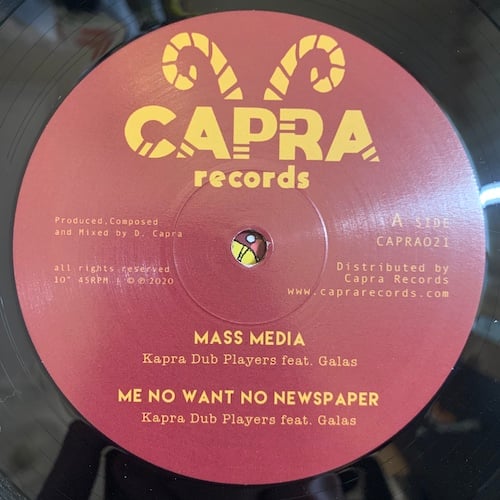 CAPRA
records
Produced.Composed
and Mixed by D. Capra
all rights reserved
10" 45RPM | © ℗ 2020
A SIDE
CAPRA021
Distributed by
Capra Records
www.caprarecords.com
MASS MEDIA
Kapra Dub Players feat. Galas
ME NO WANT NO NEWSPAPER
Kapra Dub Players feat. Galas